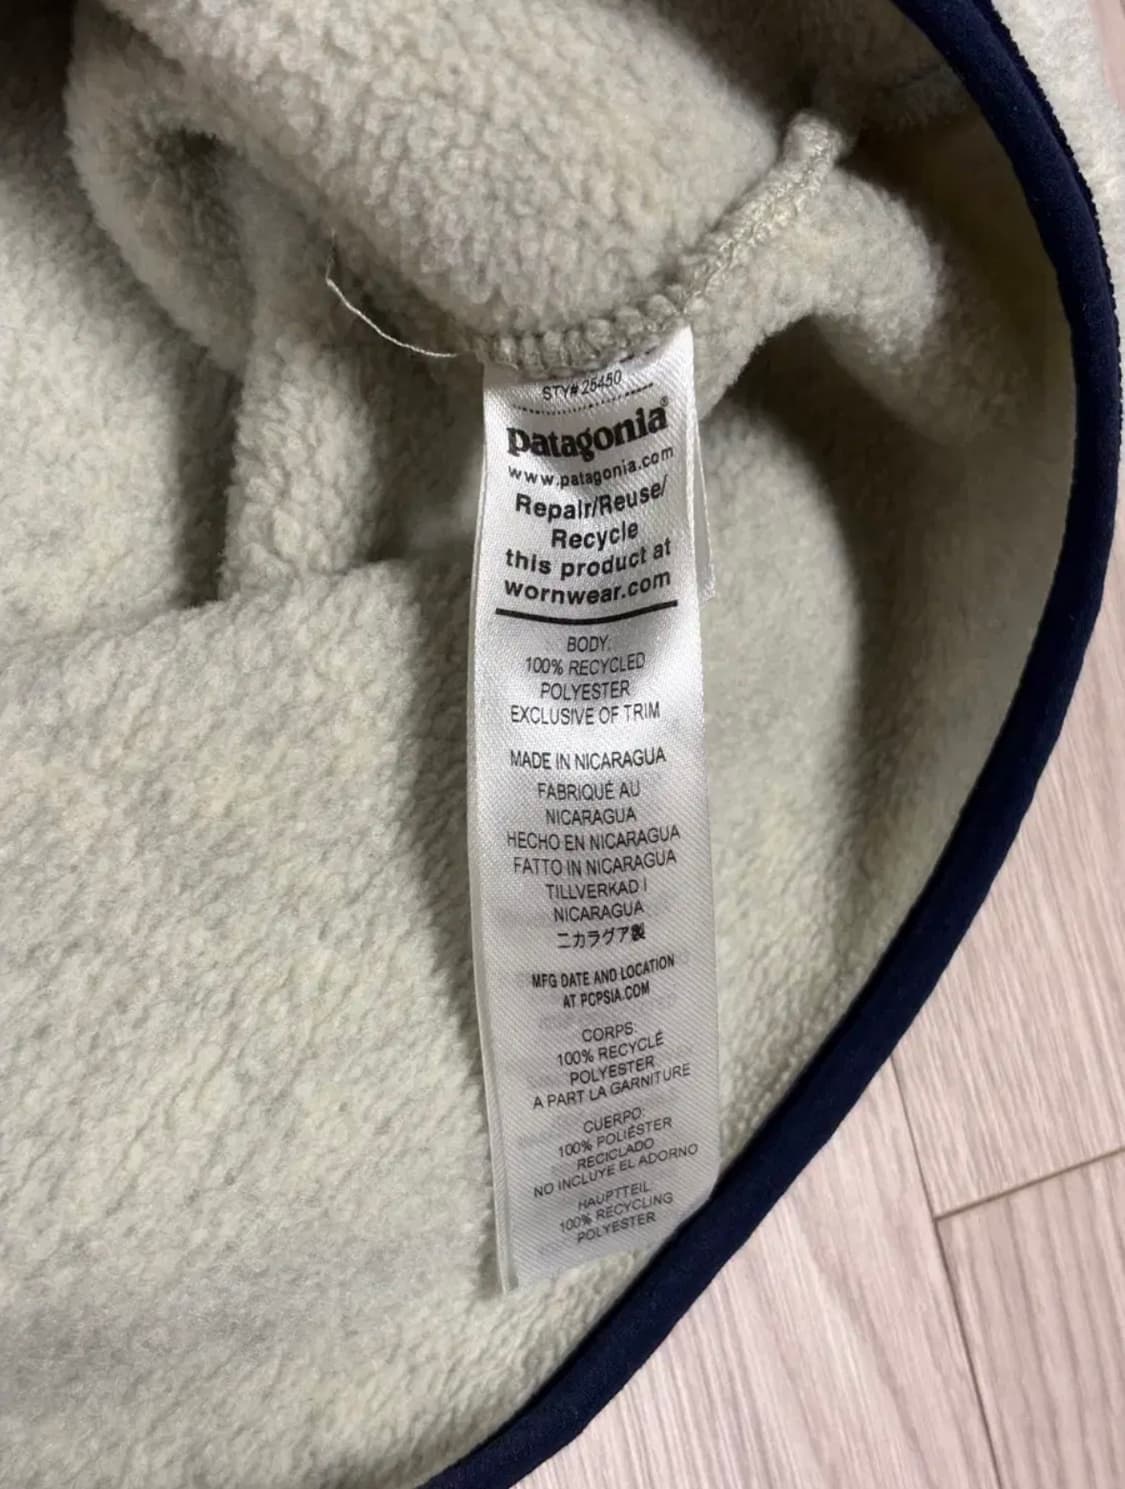 STY# 25450
patagonia®
www.patagonia.com
Repair/Reuse/
Recycle
this product at
wornwear.com
BODY:
100% RECYCLED
POLYESTER
EXCLUSIVE OF TRIM
MADE IN NICARAGUA
FABRIQUÉ AU
NICARAGUA
HECHO EN NICARAGUA
FATTO IN NICARAGUA
TILLVERKAD I
NICARAGUA
ニカラグア製
MFG DATE AND LOCATION
AT PCPSIA.COM
CORPS:
100% RECYCLÉ
POLYESTER
A PART LA GARNITURE
CUERPO:
100% POLIÉSTER
RECICLADO
NO INCLUYE EL ADORNO
HAUPTTEIL:
100% RECYCLING
POLYESTER